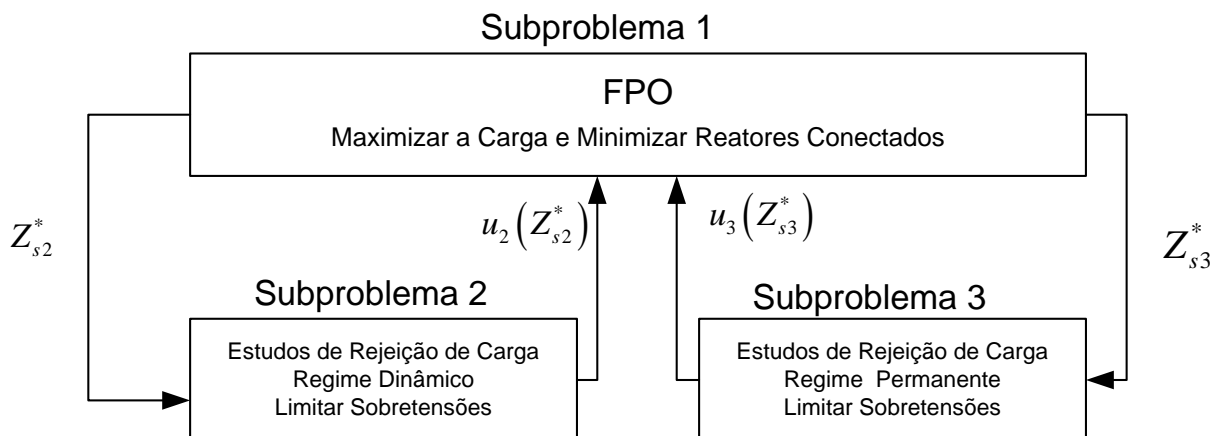 Subproblema 1
FPO
Maximizar a Carga e Minimizar Reatores Conectados
Z*s2
u2(Z*s2)
u3(Z*s3)
Z*s3
Subproblema 2
Estudos de Rejeição de Carga
Regime Dinâmico
Limitar Sobretensões
Subproblema 3
Estudos de Rejeição de Carga
Regime Permanente
Limitar Sobretensões